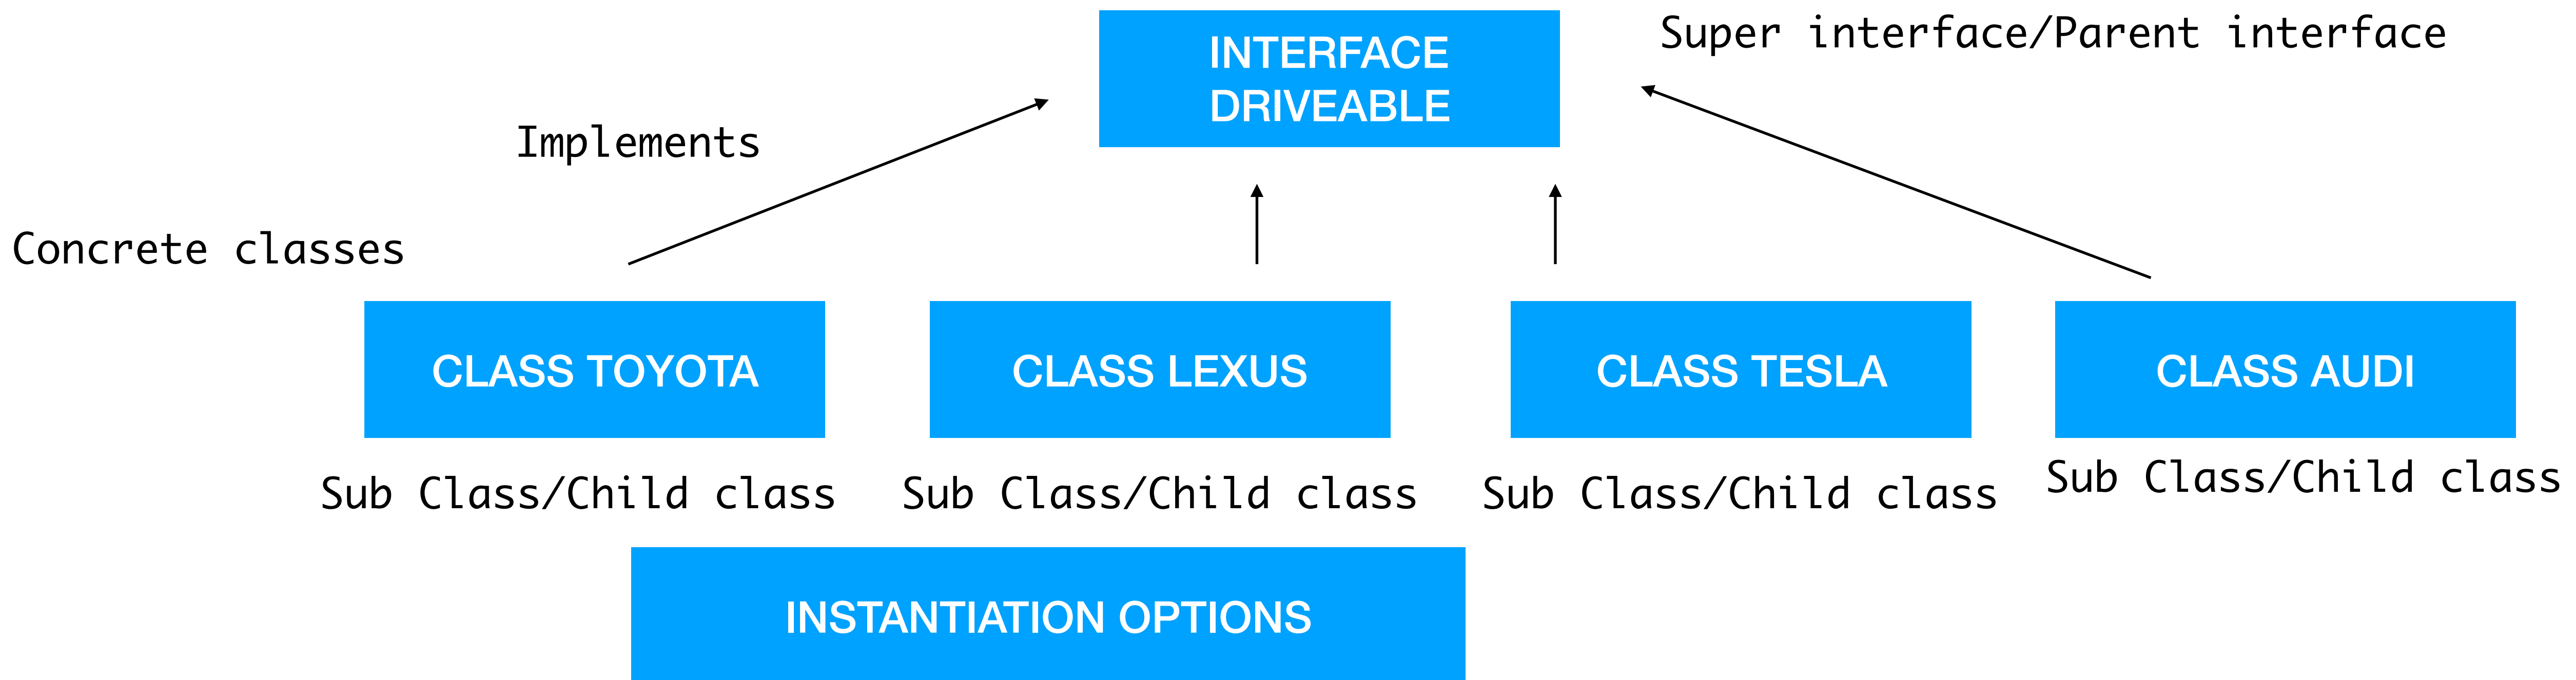 INTERFACE
DRIVEABLE
Super interface/Parent interface
Implements
Concrete classes
CLASS TOYOTA
CLASS LEXUS
CLASS TESLA
CLASS AUDI
Sub Class/Child class
Sub Class/Child class
Sub Class/Child class
Sub Class/Child class
INSTANTIATION OPTIONS